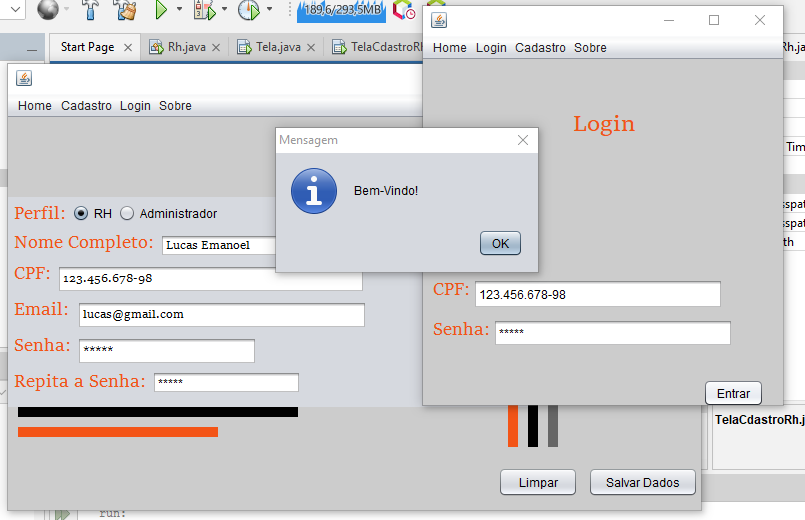 189,6/293,5MB
Start Page
Rh.java
Tela.java
TelaCdastroRh
Home Cadastro Login Sobre
Perfil: RH Administrador
Nome Completo: Lucas Emanoel
CPF: 123.456.678-98
Email: lucas@gmail.com
Senha: *****
Repita a Senha: *****
Limpar
Salvar Dados
run:
Mensagem
Bem-Vindo!
OK
Home Login Cadastro Sobre
Login
CPF: 123.456.678-98
Senha: *****
Entrar
TelaCdastroRh.j